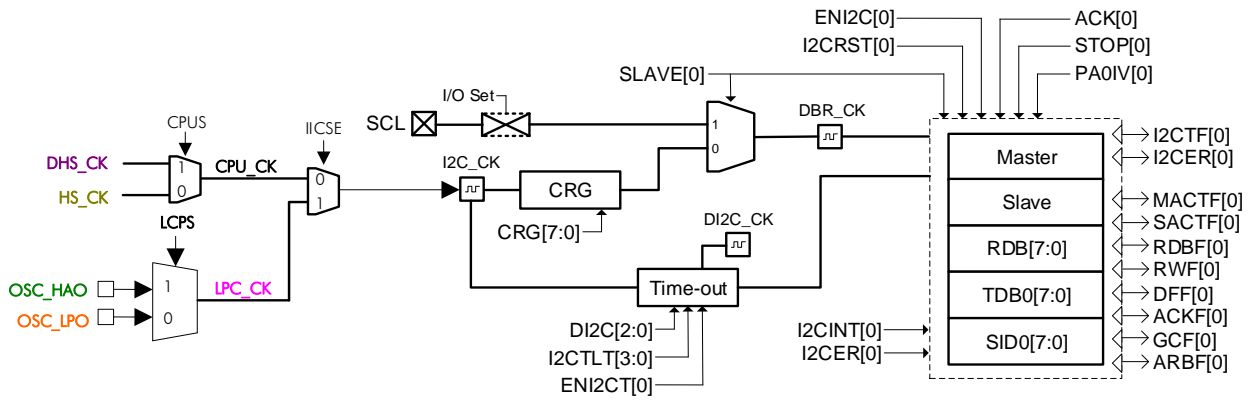 ENI2C[0]
ACK[0]
I2CRST[0]
STOP[0]
SLAVE[0]
PA0IV[0]
I/O Set
DBR_CK
CPUS
IICSE
SCL
1
0
I2CTF[0]
I2CER[0]
DHS_CK
HS_CK
1
0
CPU_CK
0
1
I2C_CK
CRG
CRG[7:0]
Master
Slave
RDB[7:0]
TDB0[7:0]
SID0[7:0]
MACTF[0]
SACTF[0]
RDBF[0]
RWF[0]
DFF[0]
ACKF[0]
GCF[0]
ARBF[0]
LCPS
DI2C_CK
OSC_HAO
OSC_LPO
1
0
LPC_CK
Time-out
DI2C[2:0]
I2CTLT[3:0]
ENI2CT[0]
I2CINT[0]
I2CER[0]